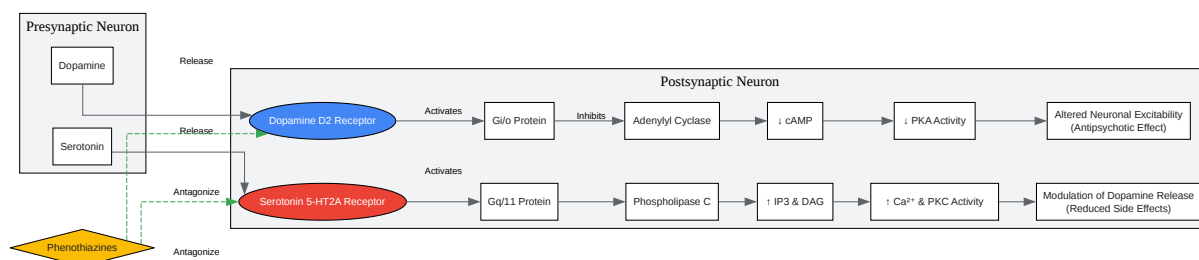 Presynaptic Neuron
Dopamine
Serotonin
Release
Release
Antagonize
Antagonize
Phenothiazines
Postsynaptic Neuron
Dopamine D2 Receptor
Activates
Gi/o Protein
Inhibits
Adenylyl Cyclase
↓ cAMP
↓ PKA Activity
Altered Neuronal Excitability
(Antipsychotic Effect)
Serotonin 5-HT2A Receptor
Activates
Gq/11 Protein
Phospholipase C
↑ IP3 & DAG
↑ Ca²⁺ & PKC Activity
Modulation of Dopamine Release
(Reduced Side Effects)